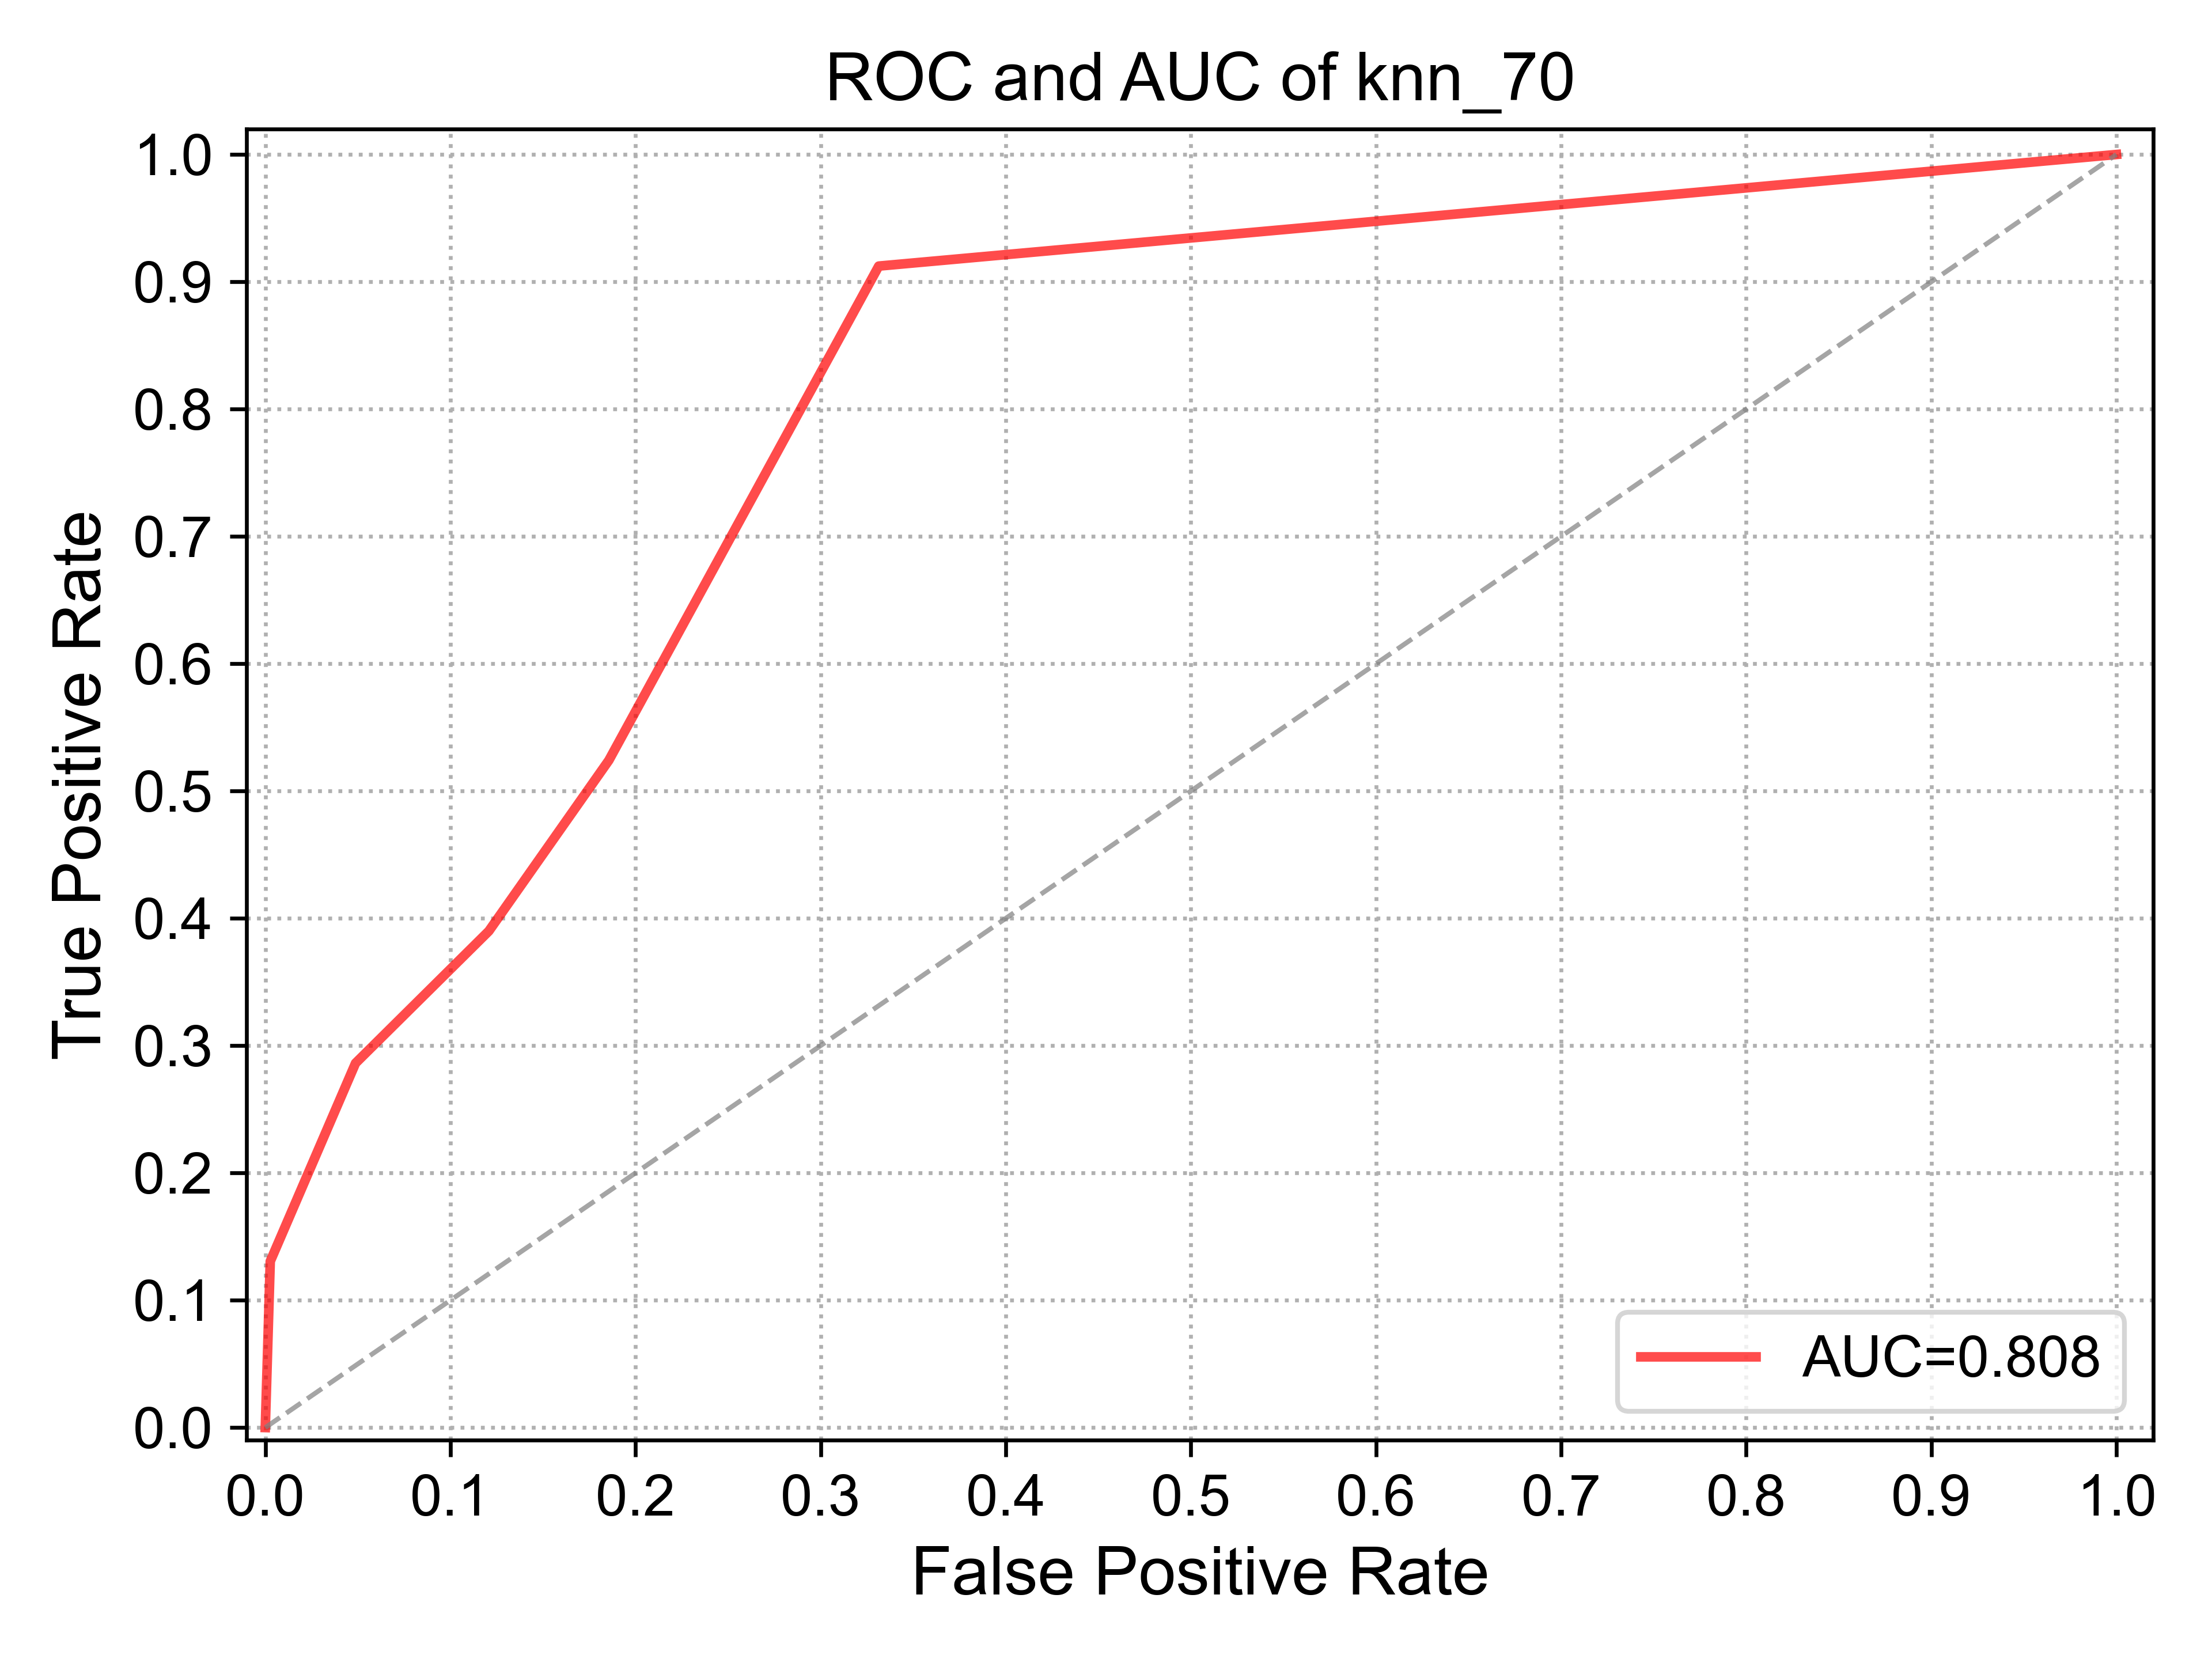 ROC and AUC of knn_70
True Positive Rate
1.0
0.9
0.8
0.7
0.6
0.5
0.4
0.3
0.2
0.1
0.0
AUC=0.808
0.0 0.1 0.2 0.3 0.4 0.5 0.6 0.7 0.8 0.9 1.0
False Positive Rate